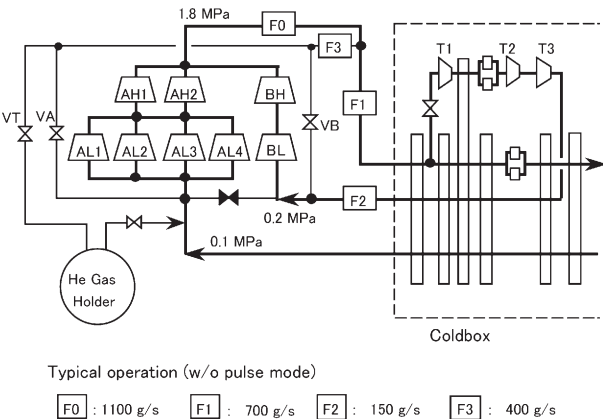 1.8 MPa
F0
F3
T1 T2 T3
AH1 AH2 BH
F1
VT VA VB
AL1 AL2 AL3 AL4 BL
F2
0.2 MPa
0.1 MPa
He Gas
Holder
Coldbox
Typical operation (w/o pulse mode)
F0 : 1100 g/s F1 : 700 g/s F2 : 150 g/s F3 : 400 g/s